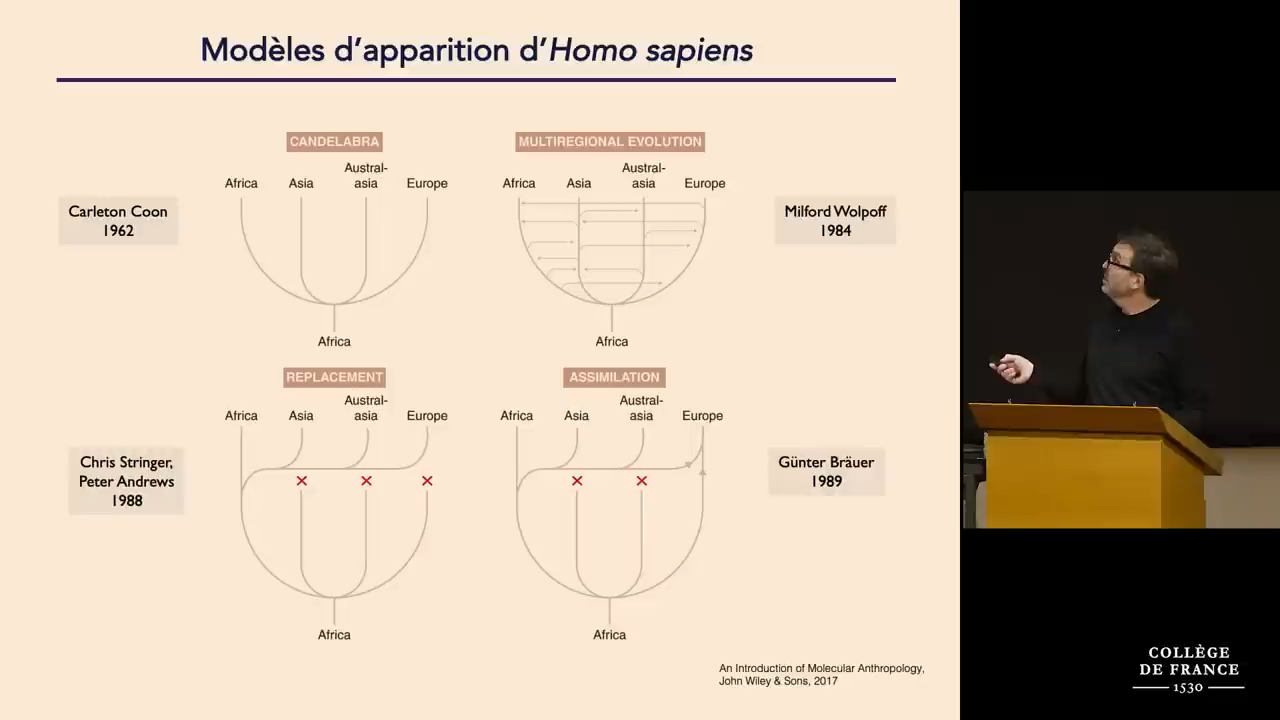 Modèles d'apparition d'Homo sapiens
CANDELABRA
Africa
Asia
Austral-
asia
Europe
Carleton Coon
1962
Africa
MULTIREGIONAL EVOLUTION
Africa
Asia
Austral-
asia
Europe
Milford Wolpoff
1984
Africa
REPLACEMENT
Africa
Asia
Austral-
asia
Europe
Chris Stringer,
Peter Andrews
1988
Africa
ASSIMILATION
Africa
Asia
Austral-
asia
Europe
Günter Bräuer
1989
Africa
An Introduction of Molecular Anthropology,
John Wiley & Sons, 2017
COLLÈGE
DE FRANCE
1530